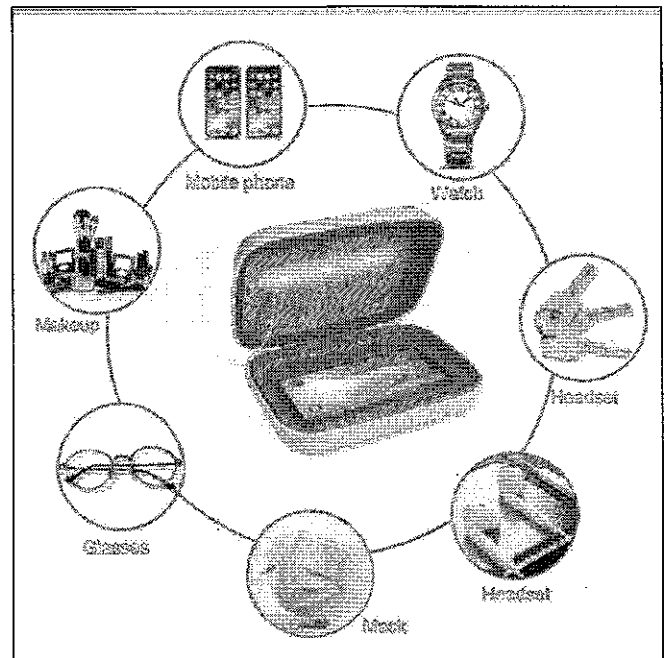 Mobile phone
Watch
Makeup
Headset
Glasses
Headset
Mask